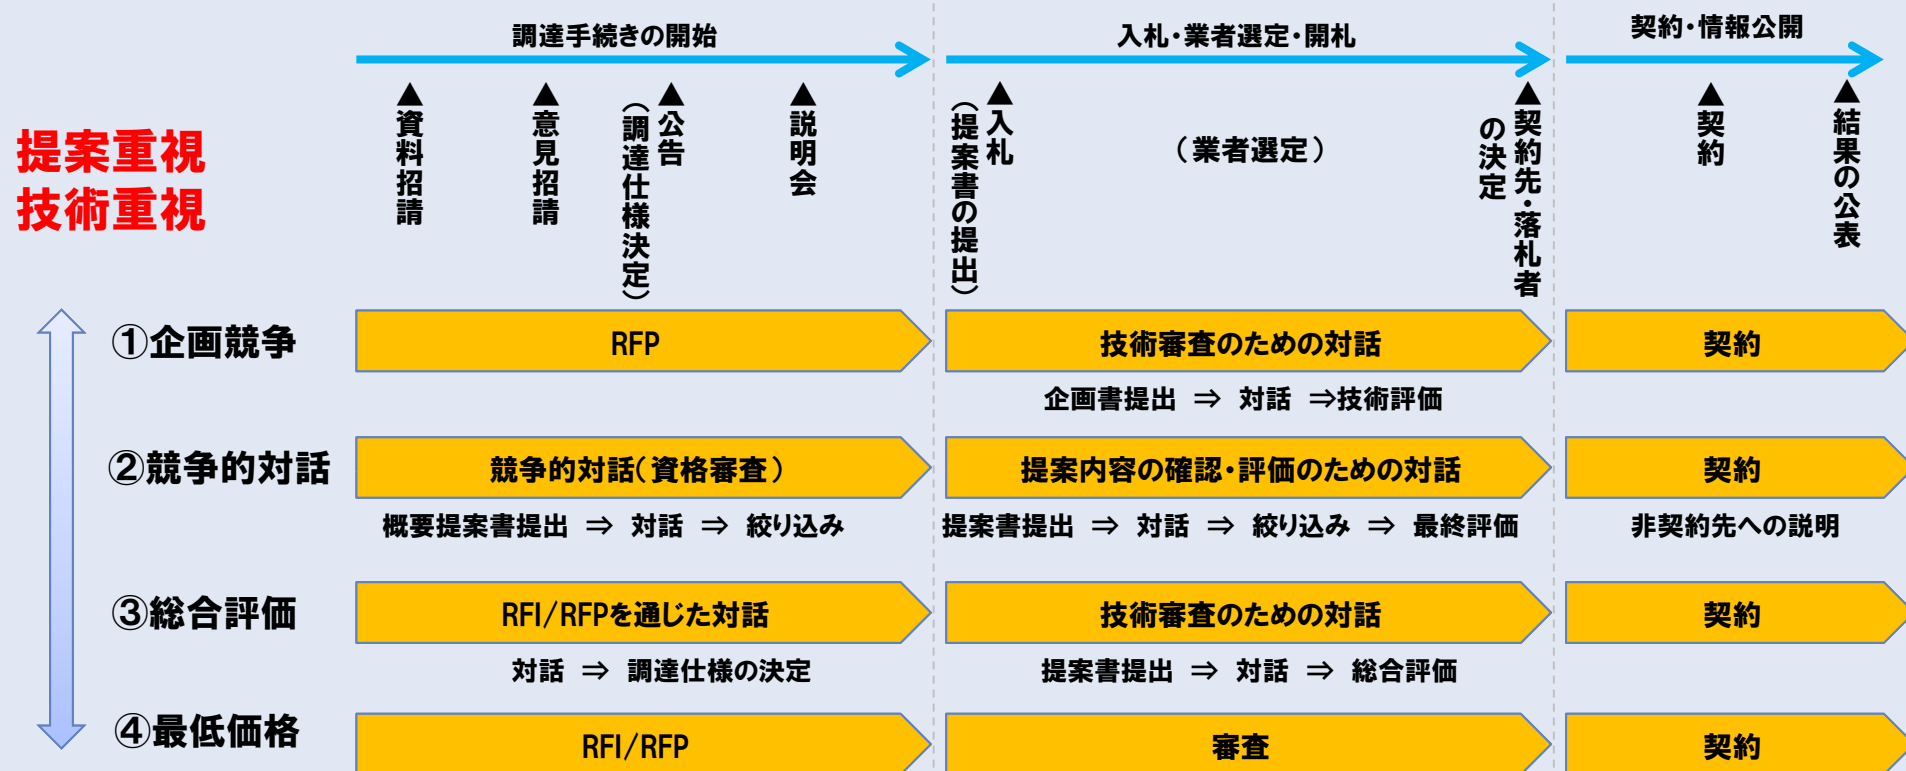 調達手続きの開始
入札・業者選定・開札
契約・情報公開
▲資料招請
▲意見招請
▲公告
（調達仕様決定）
▲説明会
▲入札
（提案書の提出）
（業者選定）
▲契約先・落札者
の決定
▲契約
▲結果の公表
提案重視
技術重視
①企画競争
RFP
技術審査のための対話
契約
企画書提出 ⇒ 対話 ⇒技術評価
②競争的対話
競争的対話（資格審査）
提案内容の確認・評価のための対話
契約
概要提案書提出 ⇒ 対話 ⇒ 絞り込み
提案書提出 ⇒ 対話 ⇒ 絞り込み ⇒ 最終評価
非契約先への説明
③総合評価
RFI/RFPを通じた対話
技術審査のための対話
契約
対話 ⇒ 調達仕様の決定
提案書提出 ⇒ 対話 ⇒ 総合評価
④最低価格
RFI/RFP
審査
契約